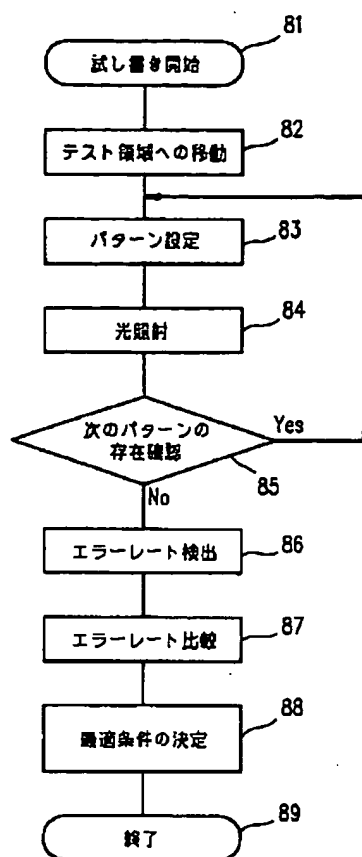 81
試し書き開始
82
テスト領域への移動
83
パターン設定
84
光照射
次のパターンの
存在確認
Yes
85
No
86
エラーレート検出
87
エラーレート比較
88
最適条件の決定
89
終了